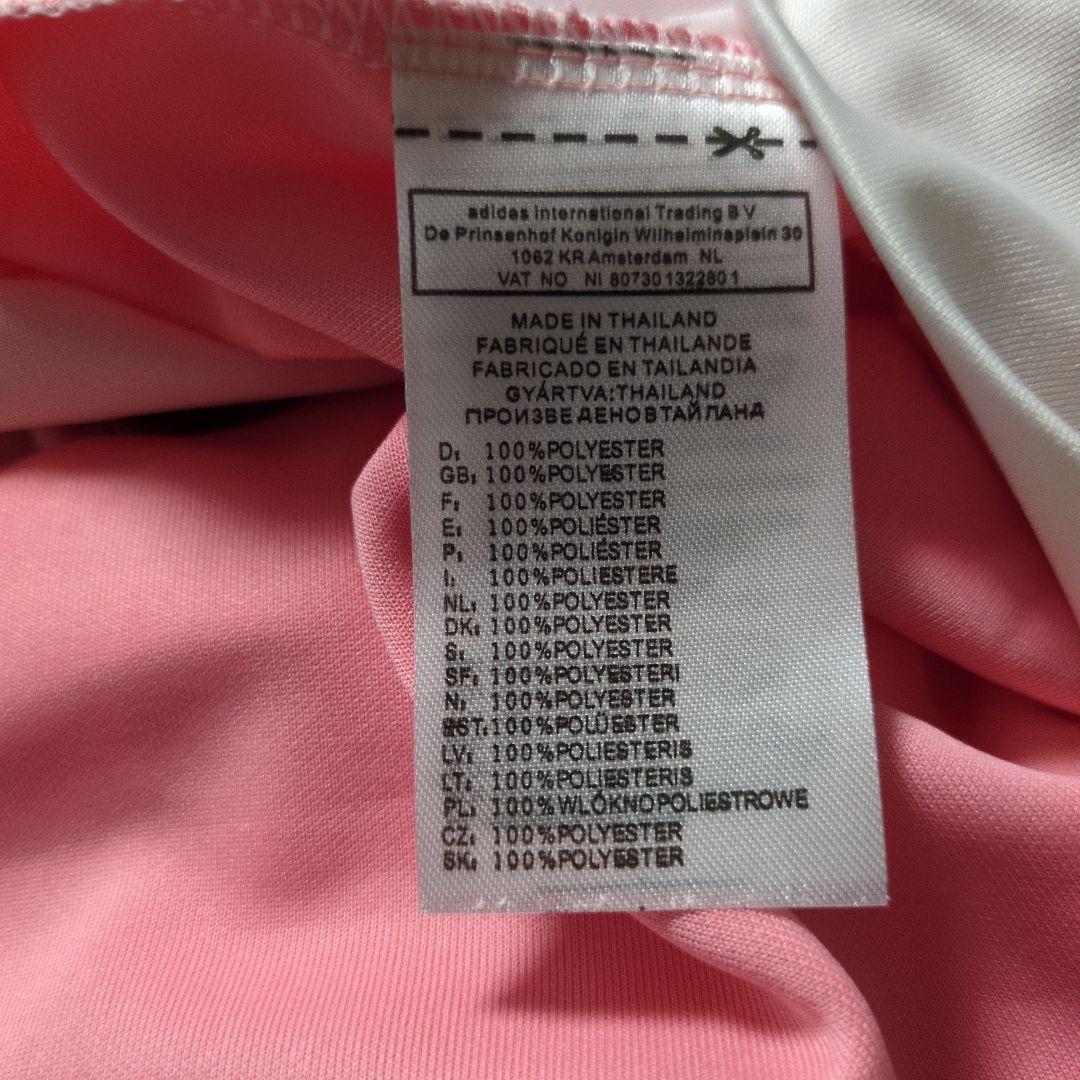 adidas International Trading B V
De Prinsenhof Konigin Wilhelminaplein 30
1062 KR Amsterdam NL
VAT NO NI 8073013228 01
MADE IN THAILAND
FABRIQUÉ EN THAILANDE
FABRICADO EN TAILANDIA
GYÁRTVA:THAILAND
ПРОИЗВЕДЕНО В ТАЙЛАНД
D: 100%POLYESTER
GB: 100%POLYESTER
F: 100%POLYESTER
E: 100%POLIÉSTER
P: 100%POLIÉSTER
I: 100%POLIESTERE
NL: 100%POLYESTER
DK: 100%POLYESTER
S: 100%POLYESTER
SF: 100%POLYESTERI
N: 100%POLYESTER
100%POLÜESTER
LV: 100%POLIESTERIS
LT: 100%POLIESTERIS
PL: 100%WLÓKNO POLIESTROWE
CZ: 100%POLYESTER
SK: 100%POLYESTER